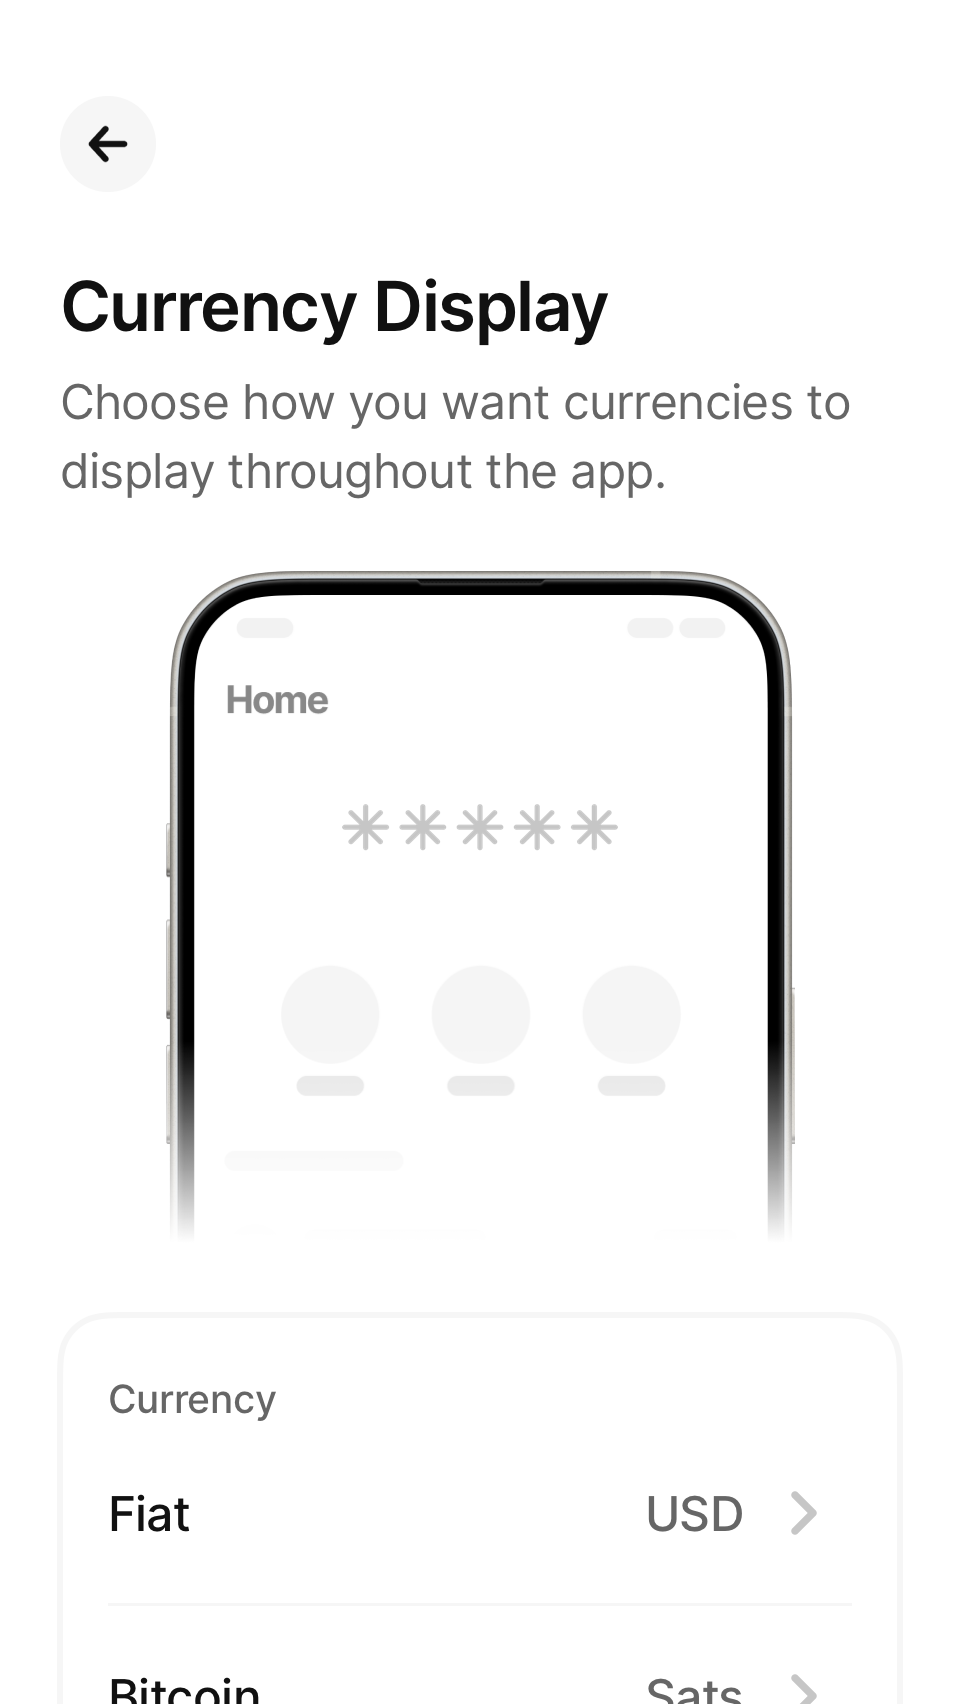 Currency Display
Choose how you want currencies to
display throughout the app.
Home
*****
Currency
Fiat USD
Bitcoin Sats